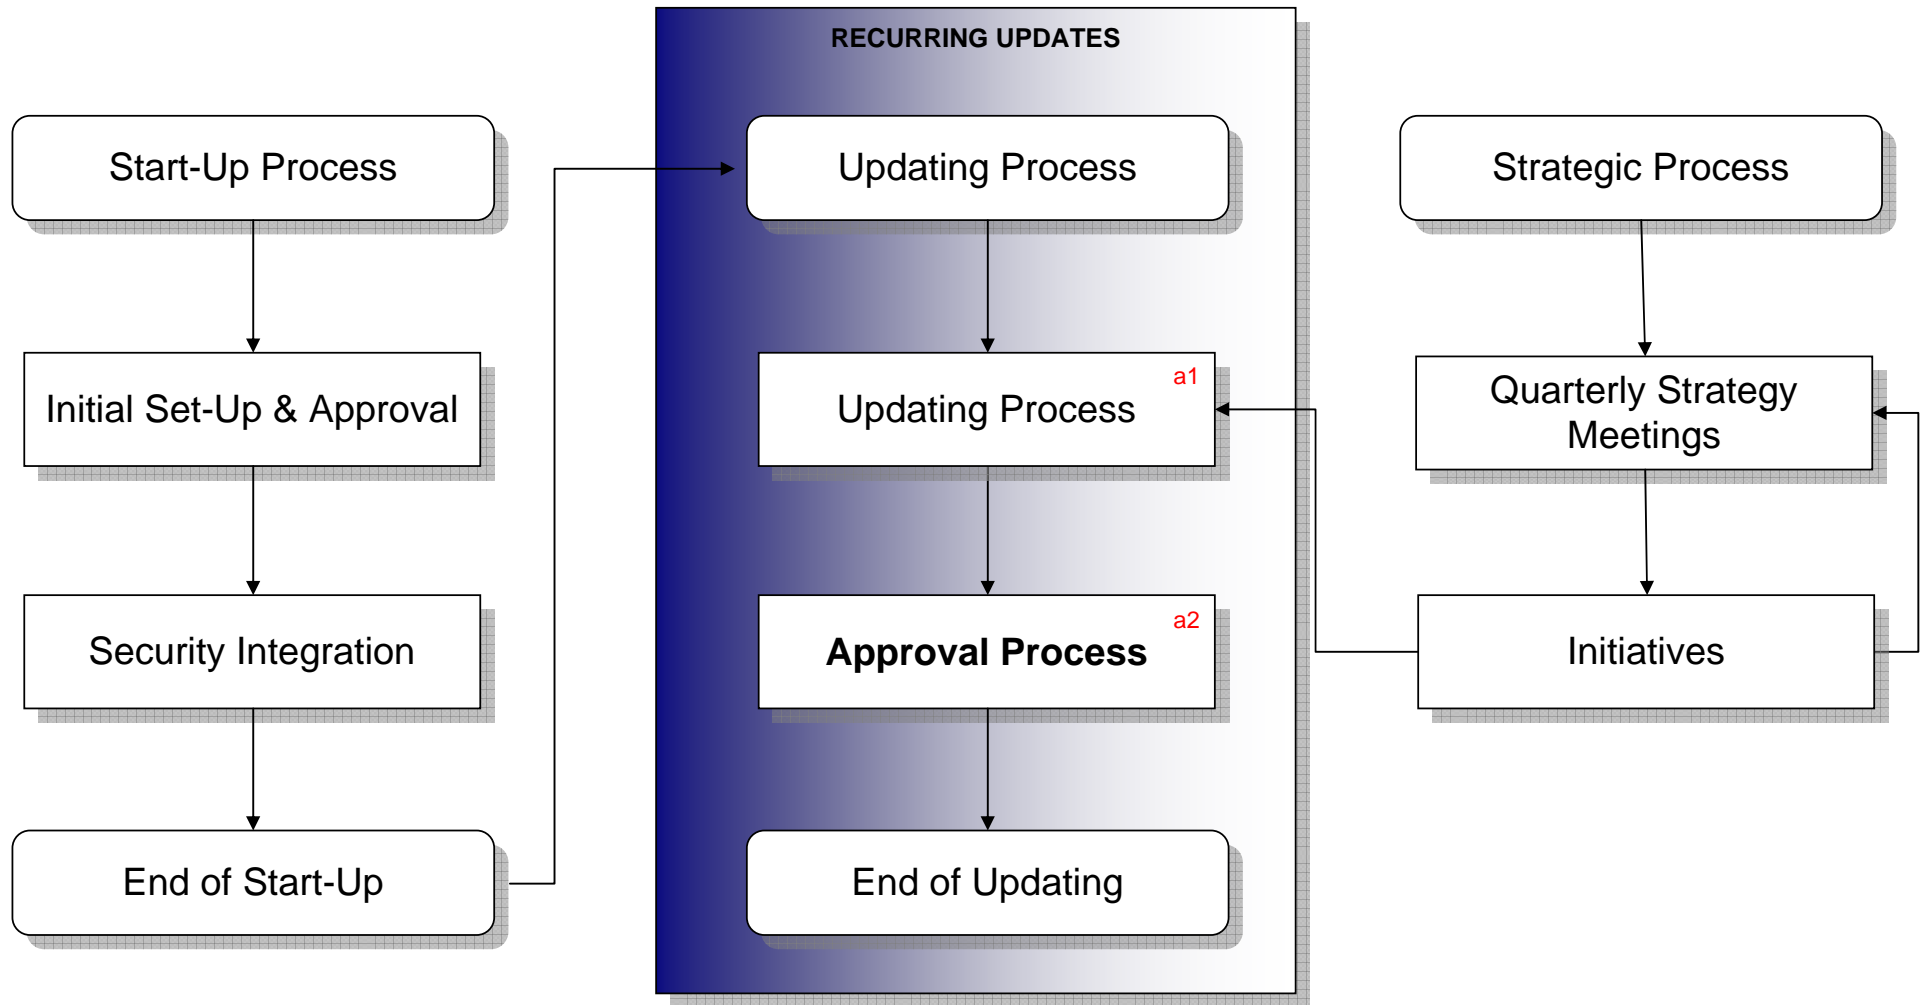 RECURRING UPDATES
Start-Up Process
Updating Process
Strategic Process
Initial Set-Up & Approval
a1
Updating Process
Quarterly Strategy
Meetings
Security Integration
a2
Approval Process
Initiatives
End of Start-Up
End of Updating